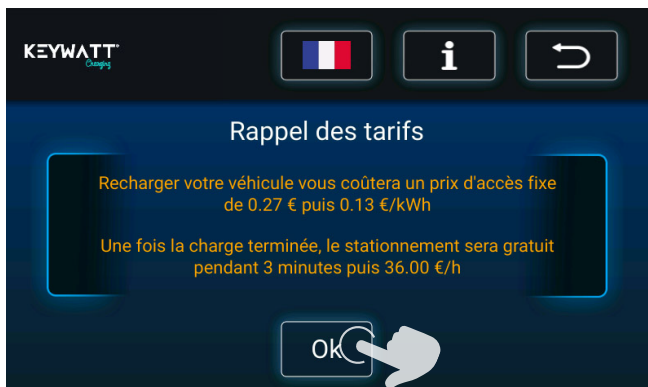 KEYWATT
Charging
i
Rappel des tarifs
Recharger votre véhicule vous coûtera un prix d'accès fixe
de 0.27 € puis 0.13 €/kWh
Une fois la charge terminée, le stationnement sera gratuit
pendant 3 minutes puis 36.00 €/h
Ok